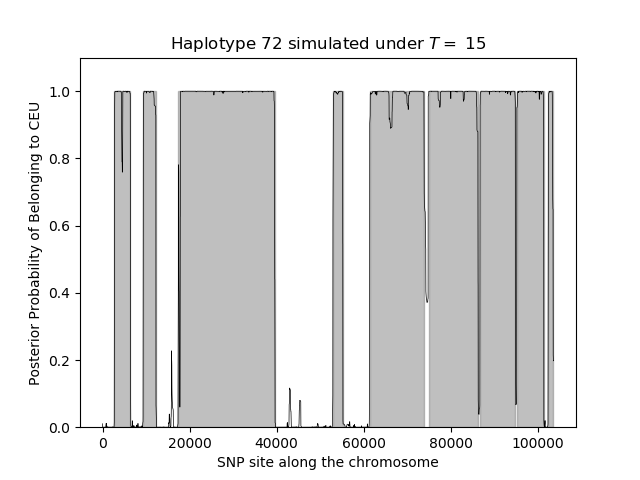 Haplotype 72 simulated under T = 15
Posterior Probability of Belonging to CEU
1.0
0.8
0.6
0.4
0.2
0.0
0 20000 40000 60000 80000 100000
SNP site along the chromosome